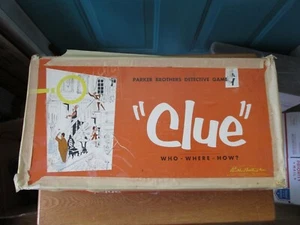 PARKER BROTHERS DETECTIVE GAME
"Clue"
WHO - WHERE - HOW?